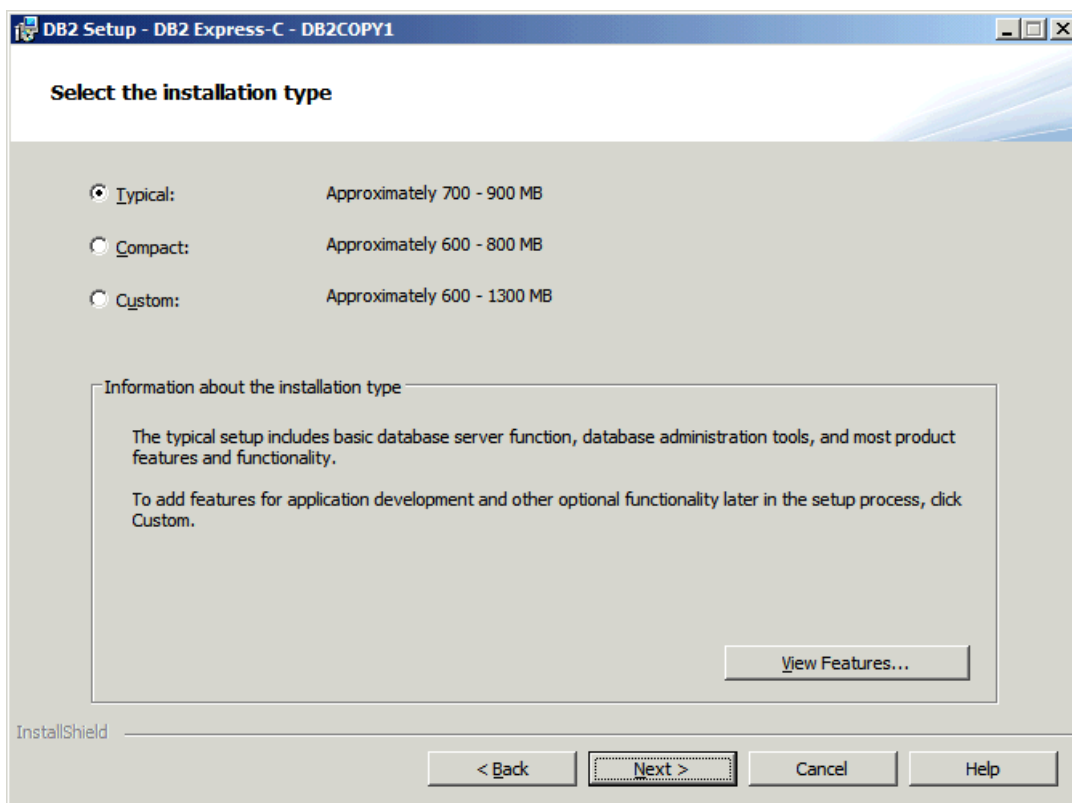 DB2 Setup - DB2 Express-C - DB2COPY1
Select the installation type
Typical: Approximately 700 - 900 MB
Compact: Approximately 600 - 800 MB
Custom: Approximately 600 - 1300 MB
Information about the installation type
The typical setup includes basic database server function, database administration tools, and most product
features and functionality.
To add features for application development and other optional functionality later in the setup process, click
Custom.
View Features...
InstallShield
< Back Next > Cancel Help